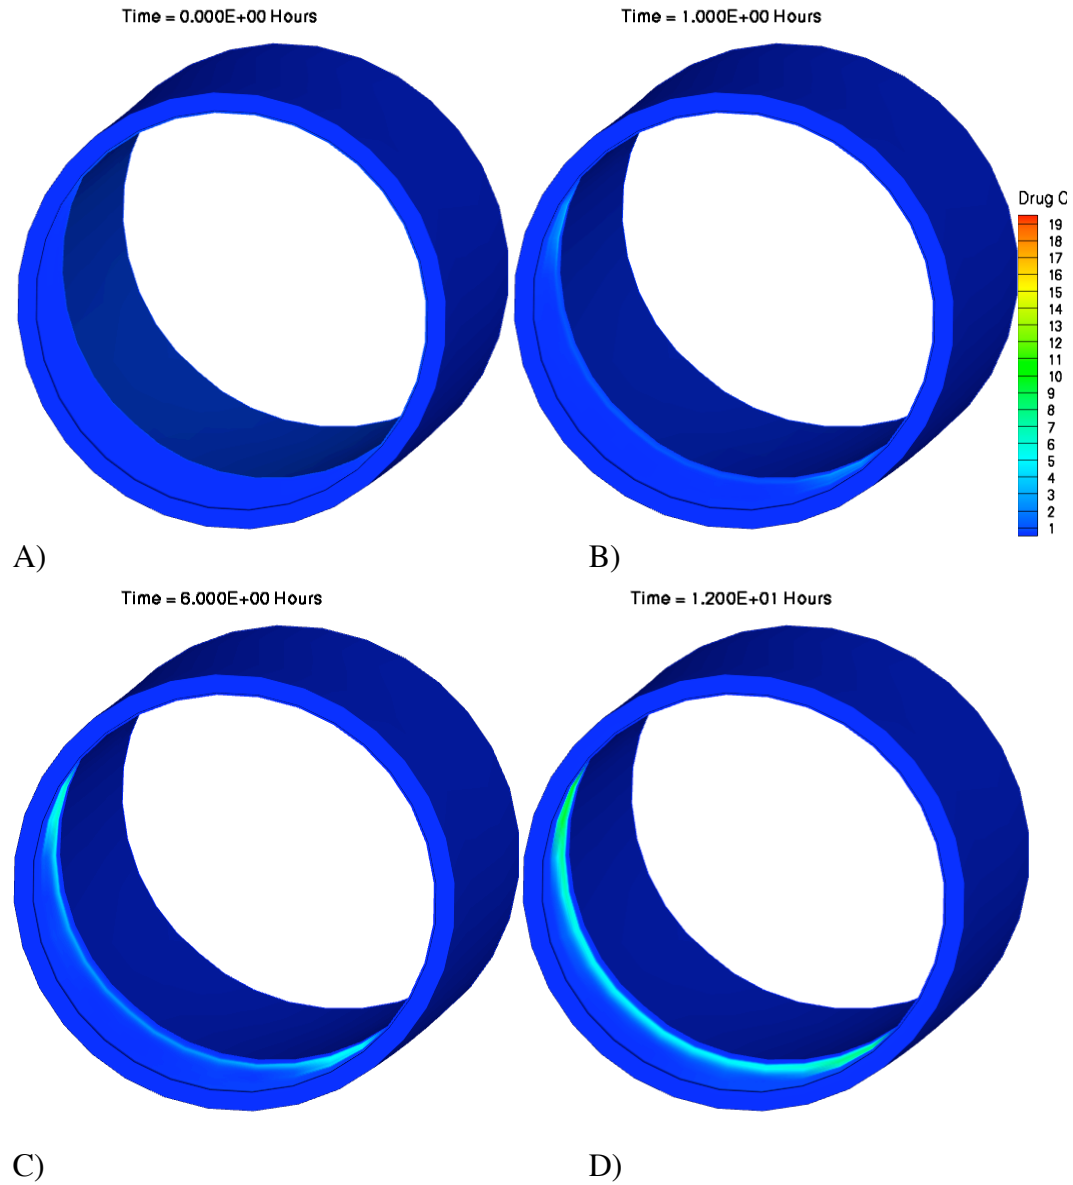 Time = 0.000E+00 Hours
Time = 1.000E+00 Hours
Drug C
19
18
17
16
15
14
13
12
11
10
9
8
7
6
5
4
3
2
1
A)
B)
Time = 6.000E+00 Hours
Time = 1.200E+01 Hours
C)
D)